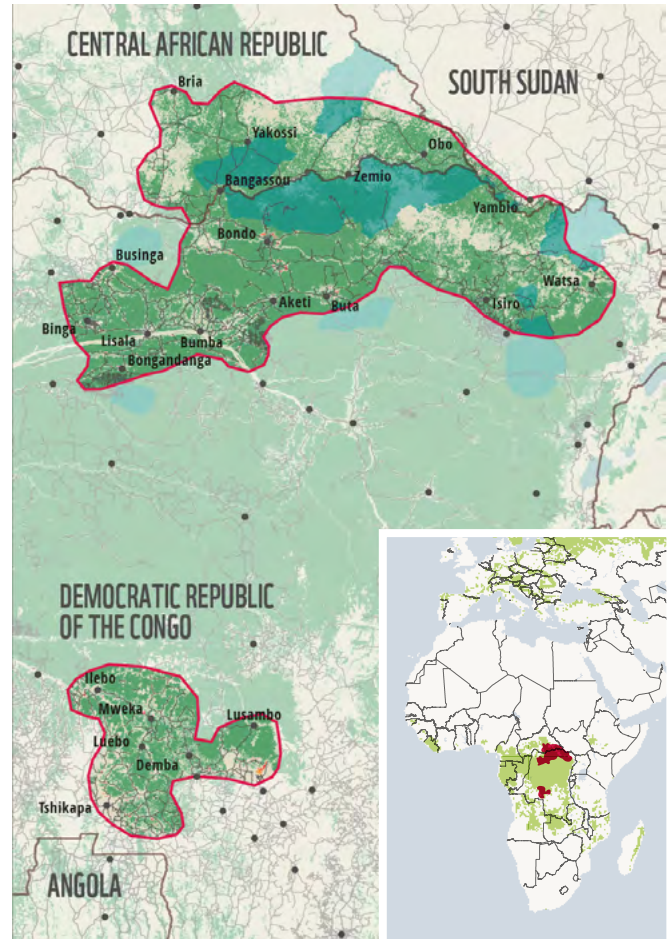 CENTRAL AFRICAN REPUBLIC
SOUTH SUDAN
Bria
Yakossi
Obo
Bangassou
Zemio
Yambio
Bondo
Businga
Watsa
Aketi
Buta
Isiro
Binga
Lisala
Bumba
Bongandanga
DEMOCRATIC REPUBLIC
OF THE CONGO
Ilebo
Mweka
Lusambo
Luebo
Demba
Tshikapa
ANGOLA